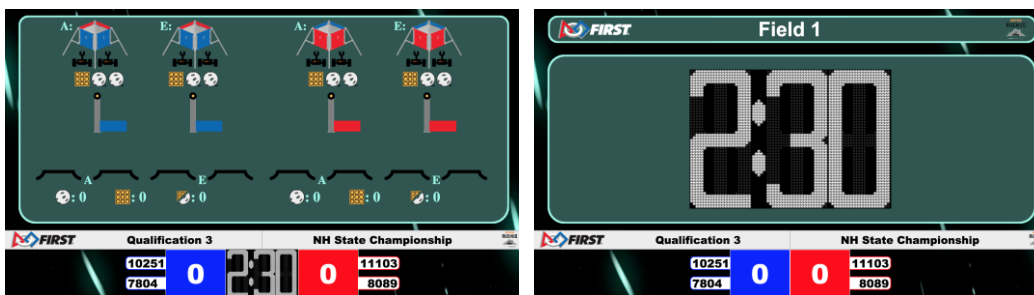 A: E: A: E:
A E A E
: 0 : 0 : 0 : 0 : 0 : 0
FIRST Qualification 3 NH State Championship
10251 0 2:30 0 11103
7804 8089
FIRST Field 1
2:30
FIRST Qualification 3 NH State Championship
10251 0 0 11103
7804 8089